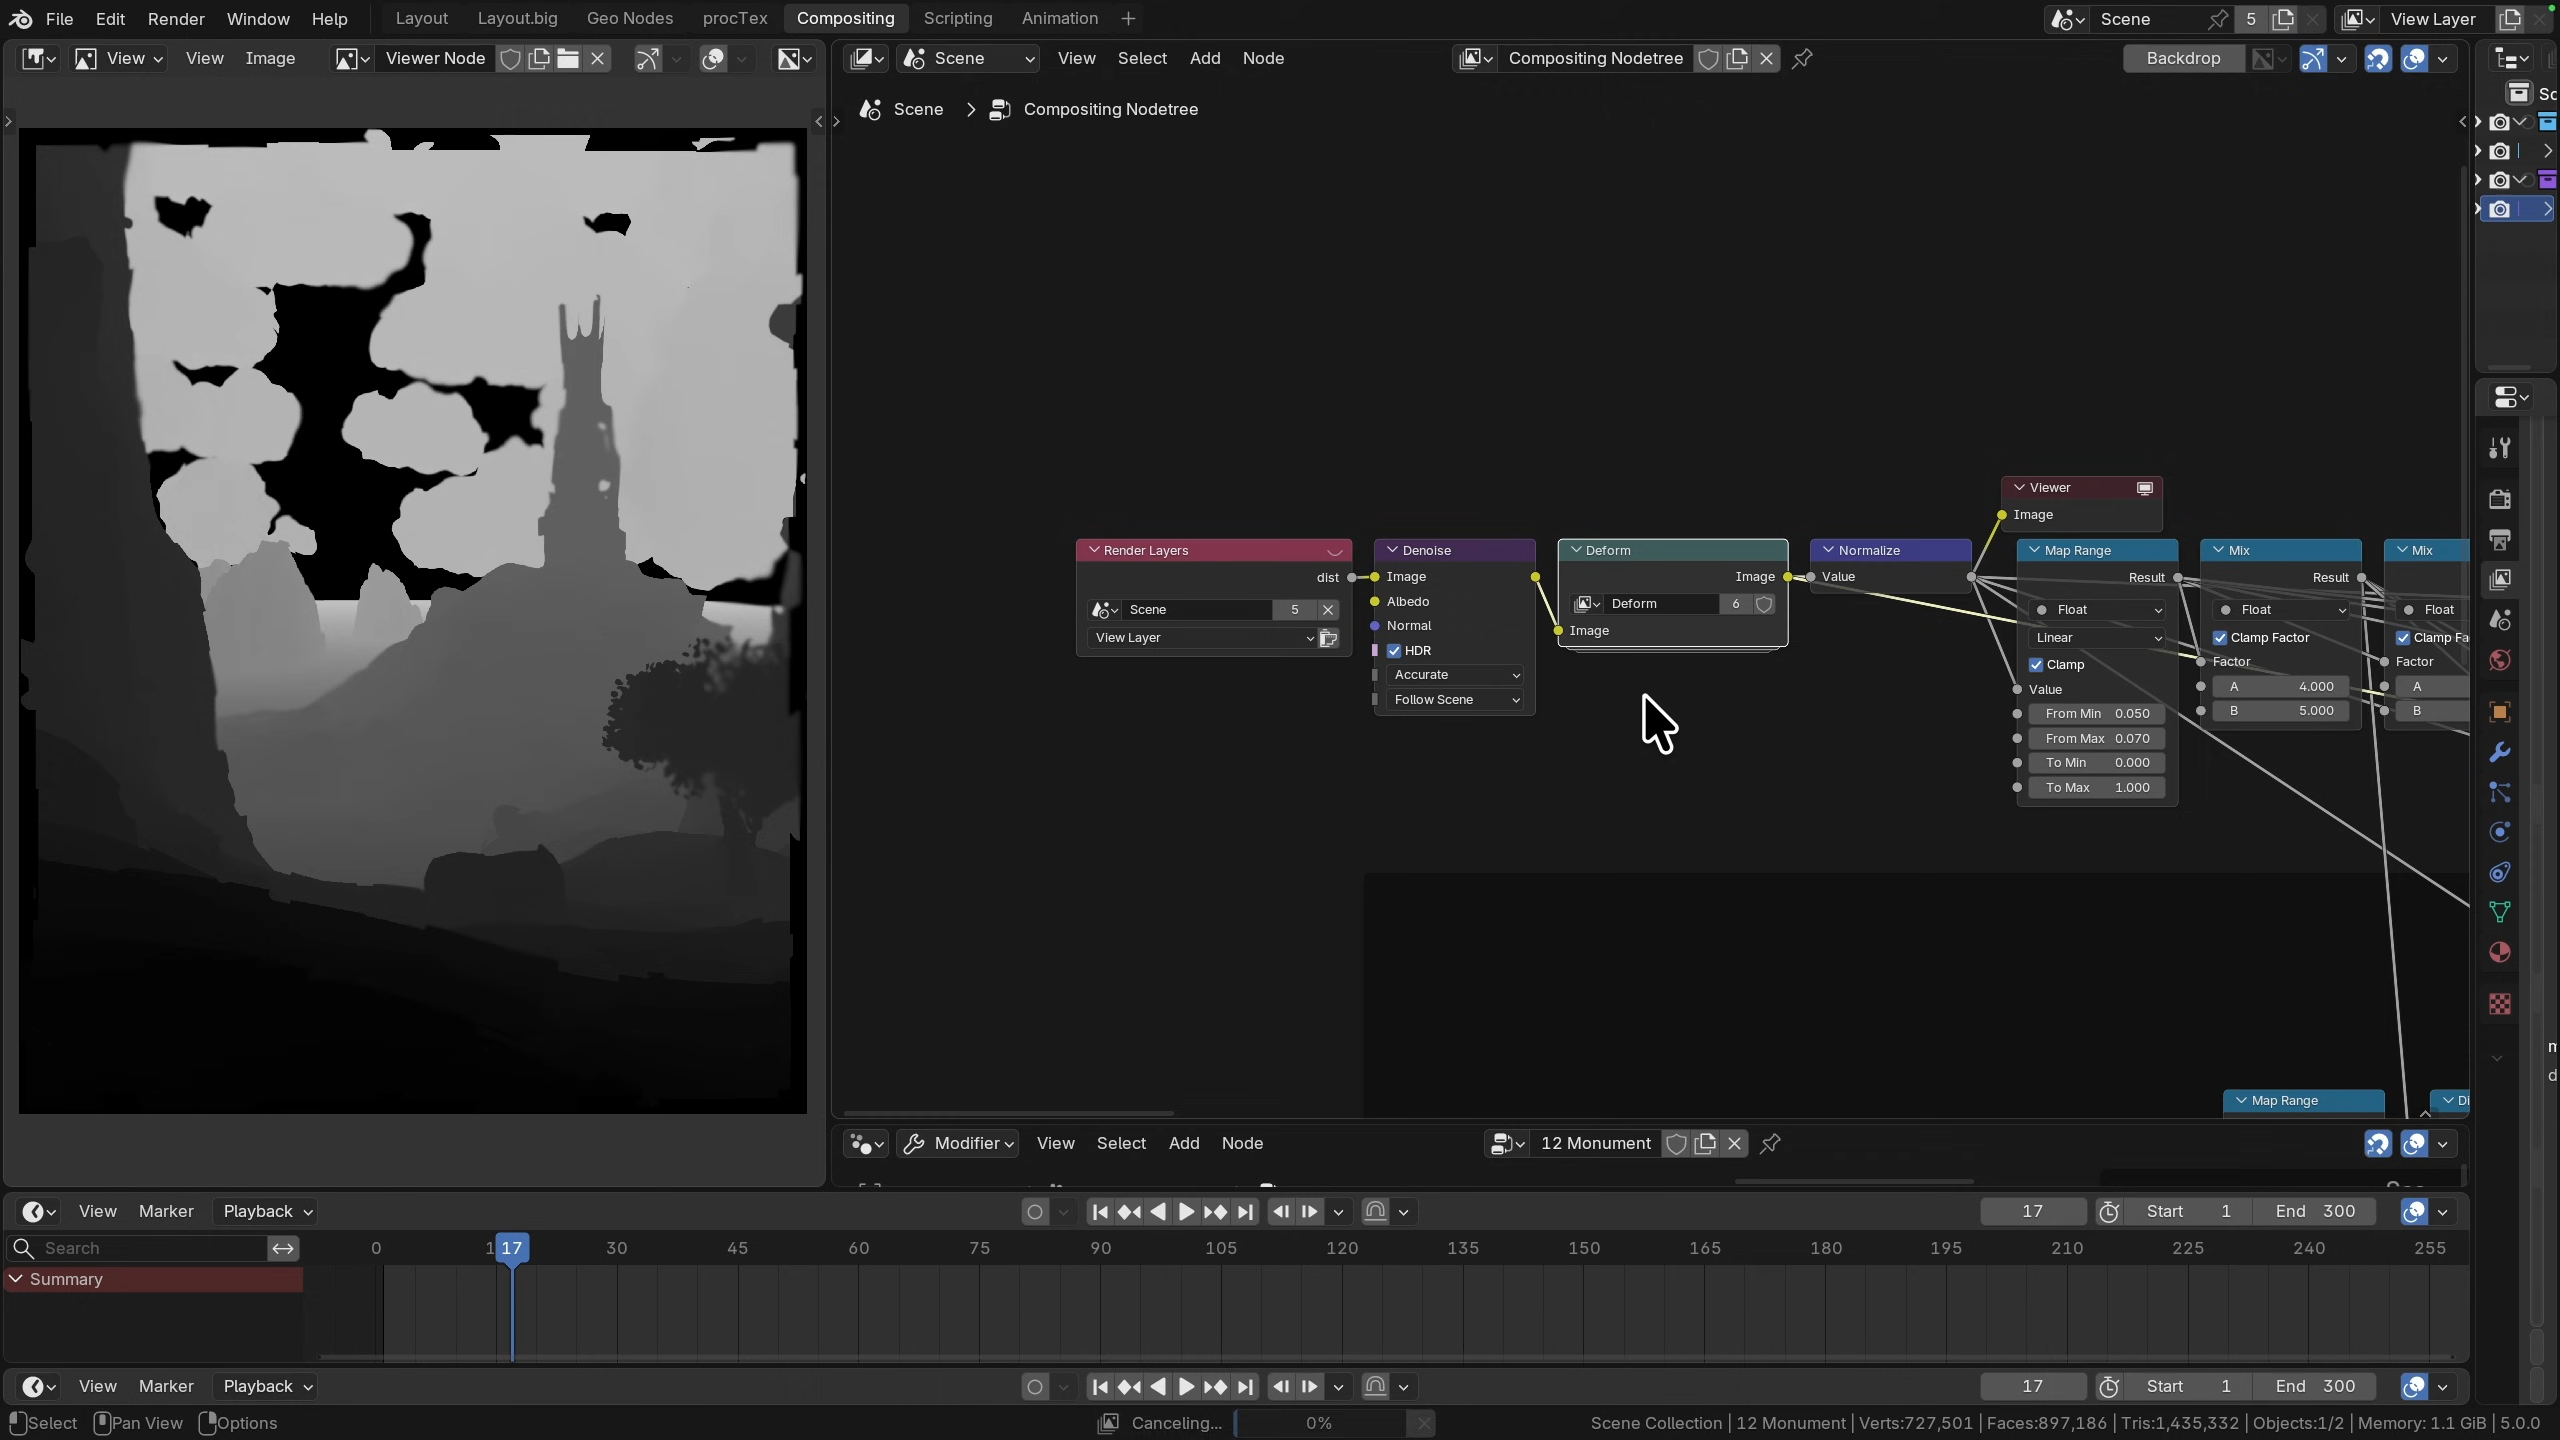 File Edit Render Window Help Layout Layout.big Geo Nodes procTex Compositing Scripting Animation + Scene 5 View Layer
View View Image Viewer Node Scene View Select Add Node Compositing Nodetree Backdrop
Scene > Compositing Nodetree
Viewer
Image
Render Layers
dist
Scene 5
View Layer
Denoise
Image
Albedo
Normal
HDR
Accurate
Follow Scene
Deform
Image
Deform 6
Image
Normalize
Value
Map Range
Result
Float
Linear
Clamp
Value
From Min 0.050
From Max 0.070
To Min 0.000
To Max 1.000
Mix
Result
Float
Clamp Factor
Factor
A 4.000
B 5.000
Mix
Float
Clamp Fa
Factor
A
B
Map Range
Di
Modifier View Select Add Node 12 Monument
View Marker Playback 17 Start 1 End 300
Search 0 1 17 30 45 60 75 90 105 120 135 150 165 180 195 210 225 240 255
Summary
View Marker Playback 17 Start 1 End 300
Select Pan View Options Canceling... 0% Scene Collection | 12 Monument | Verts:727,501 | Faces:897,186 | Tris:1,435,332 | Objects:1/2 | Memory: 1.1 GiB | 5.0.0